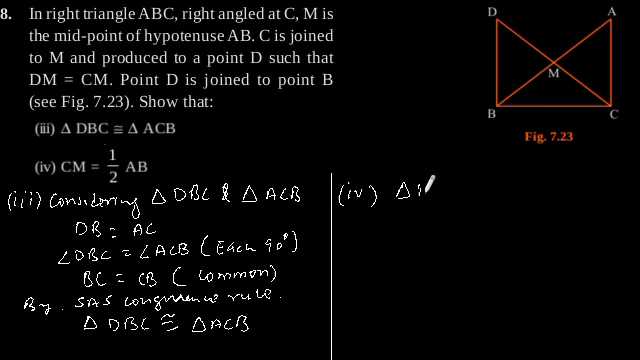 8. In right triangle ABC, right angled at C, M is
the mid-point of hypotenuse AB. C is joined
to M and produced to a point D such that
DM = CM. Point D is joined to point B
(see Fig. 7.23). Show that:
(iii) Δ DBC ≅ Δ ACB
(iv) CM = 1/2 AB
D A
M
B C
Fig. 7.23
(iii) Considering Δ DBC & Δ ACB
DB = AC
∠DBC = ∠ACB (Each 90°)
BC = CB (Common)
By SAS congruence rule.
Δ DBC ≅ Δ ACB
(iv) Δ